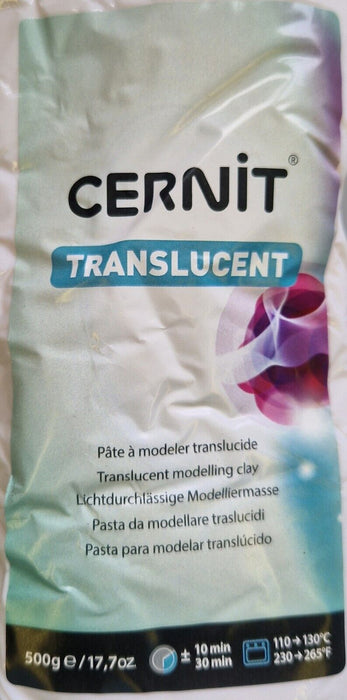 CERNiT®
TRANSLUCENT
Pâte à modeler translucide
Translucent modelling clay
Lichtdurchlässige Modelliermasse
Pasta da modellare traslucidi
Pasta para modelar translúcido
500g ℮ / 17,7oz
± 10 min
30 min
110→130°C
230→265°F